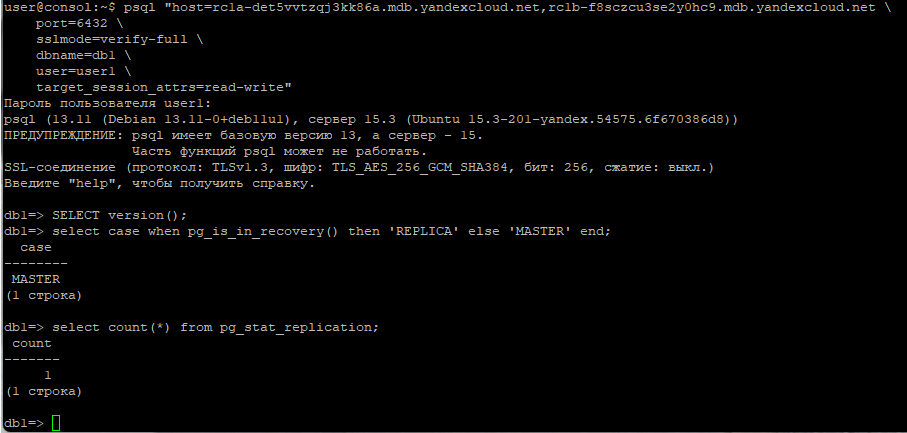 user@consol:~$ psql "host=rc1a-det5vvtzqj3kk86a.mdb.yandexcloud.net,rc1b-f8sczcu3se2y0hc9.mdb.yandexcloud.net \
    port=6432 \
    sslmode=verify-full \
    dbname=db1 \
    user=user1 \
    target_session_attrs=read-write"
Пароль пользователя user1:
psql (13.11 (Debian 13.11-0+deb11u1), сервер 15.3 (Ubuntu 15.3-201-yandex.54575.6f670386d8))
ПРЕДУПРЕЖДЕНИЕ: psql имеет базовую версию 13, а сервер - 15.
                Часть функций psql может не работать.
SSL-соединение (протокол: TLSv1.3, шифр: TLS_AES_256_GCM_SHA384, бит: 256, сжатие: выкл.)
Введите "help", чтобы получить справку.

db1=> SELECT version();
db1=> select case when pg_is_in_recovery() then 'REPLICA' else 'MASTER' end;
  case
--------
 MASTER
(1 строка)

db1=> select count(*) from pg_stat_replication;
 count
-------
     1
(1 строка)

db1=>